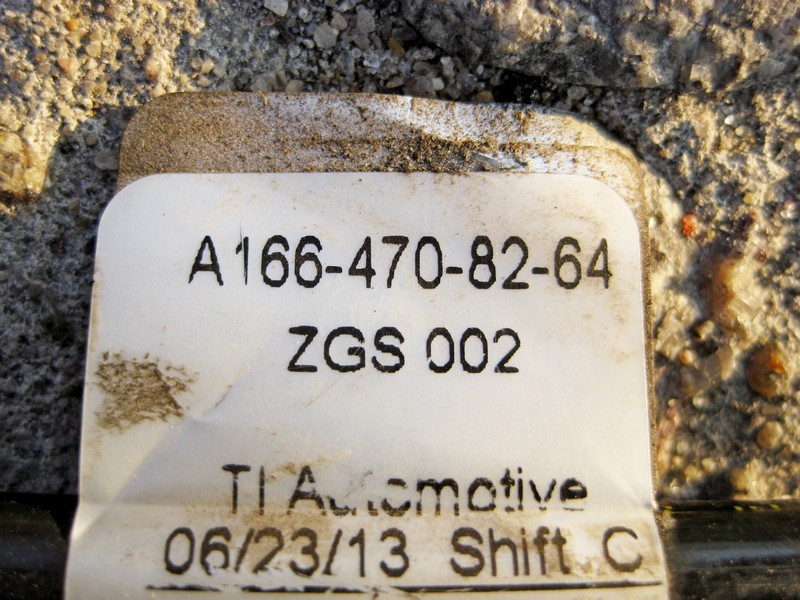 A166-470-82-64
ZGS 002
TI Automotive
06/23/13 Shift C